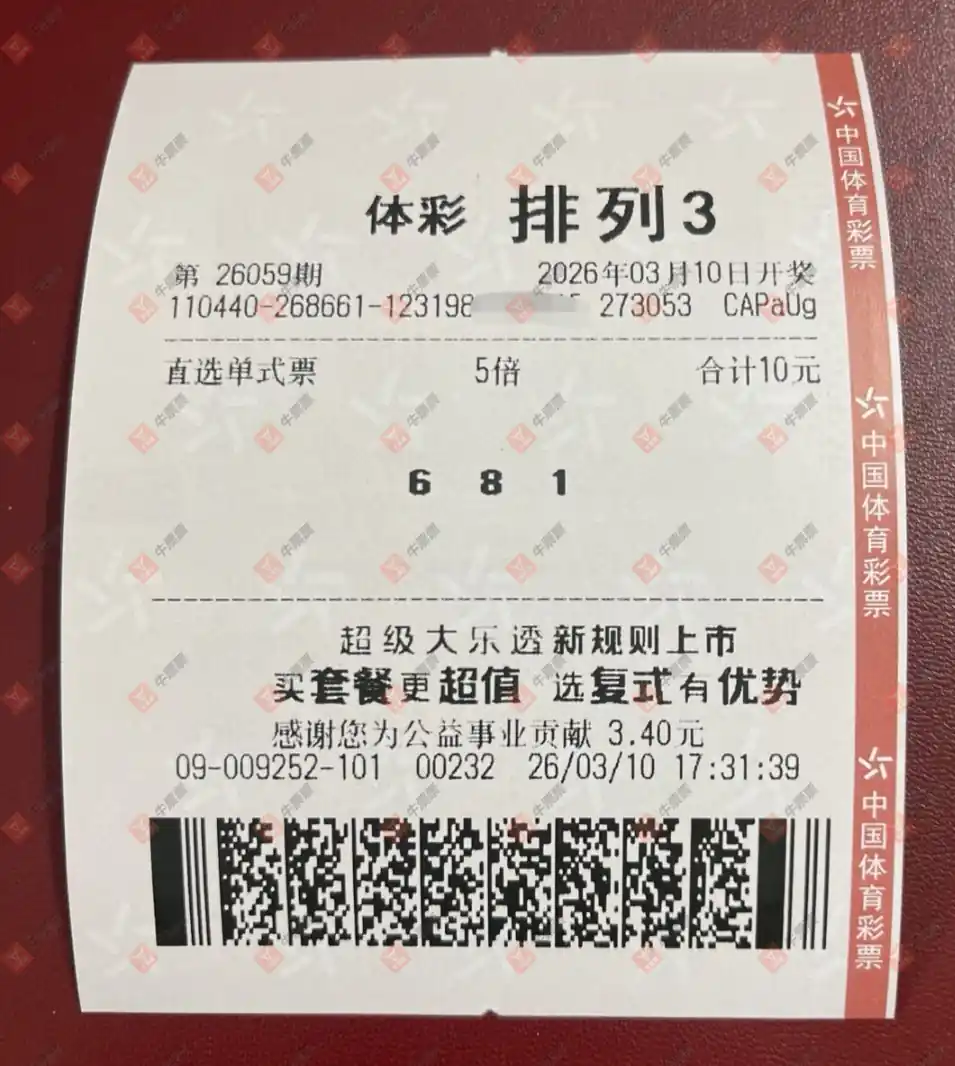 体彩 排列3
第 26059期 2026年03月10日开奖
110440-268661-123198 273053 CAPaUg
直选单式票 5倍 合计10元
6 8 1
超级大乐透新规则上市
买套餐更超值 选复式有优势
感谢您为公益事业贡献 3.40元
09-009252-101 00232 26/03/10 17:31:39
中国体育彩票
中国体育彩票
中国体育彩票